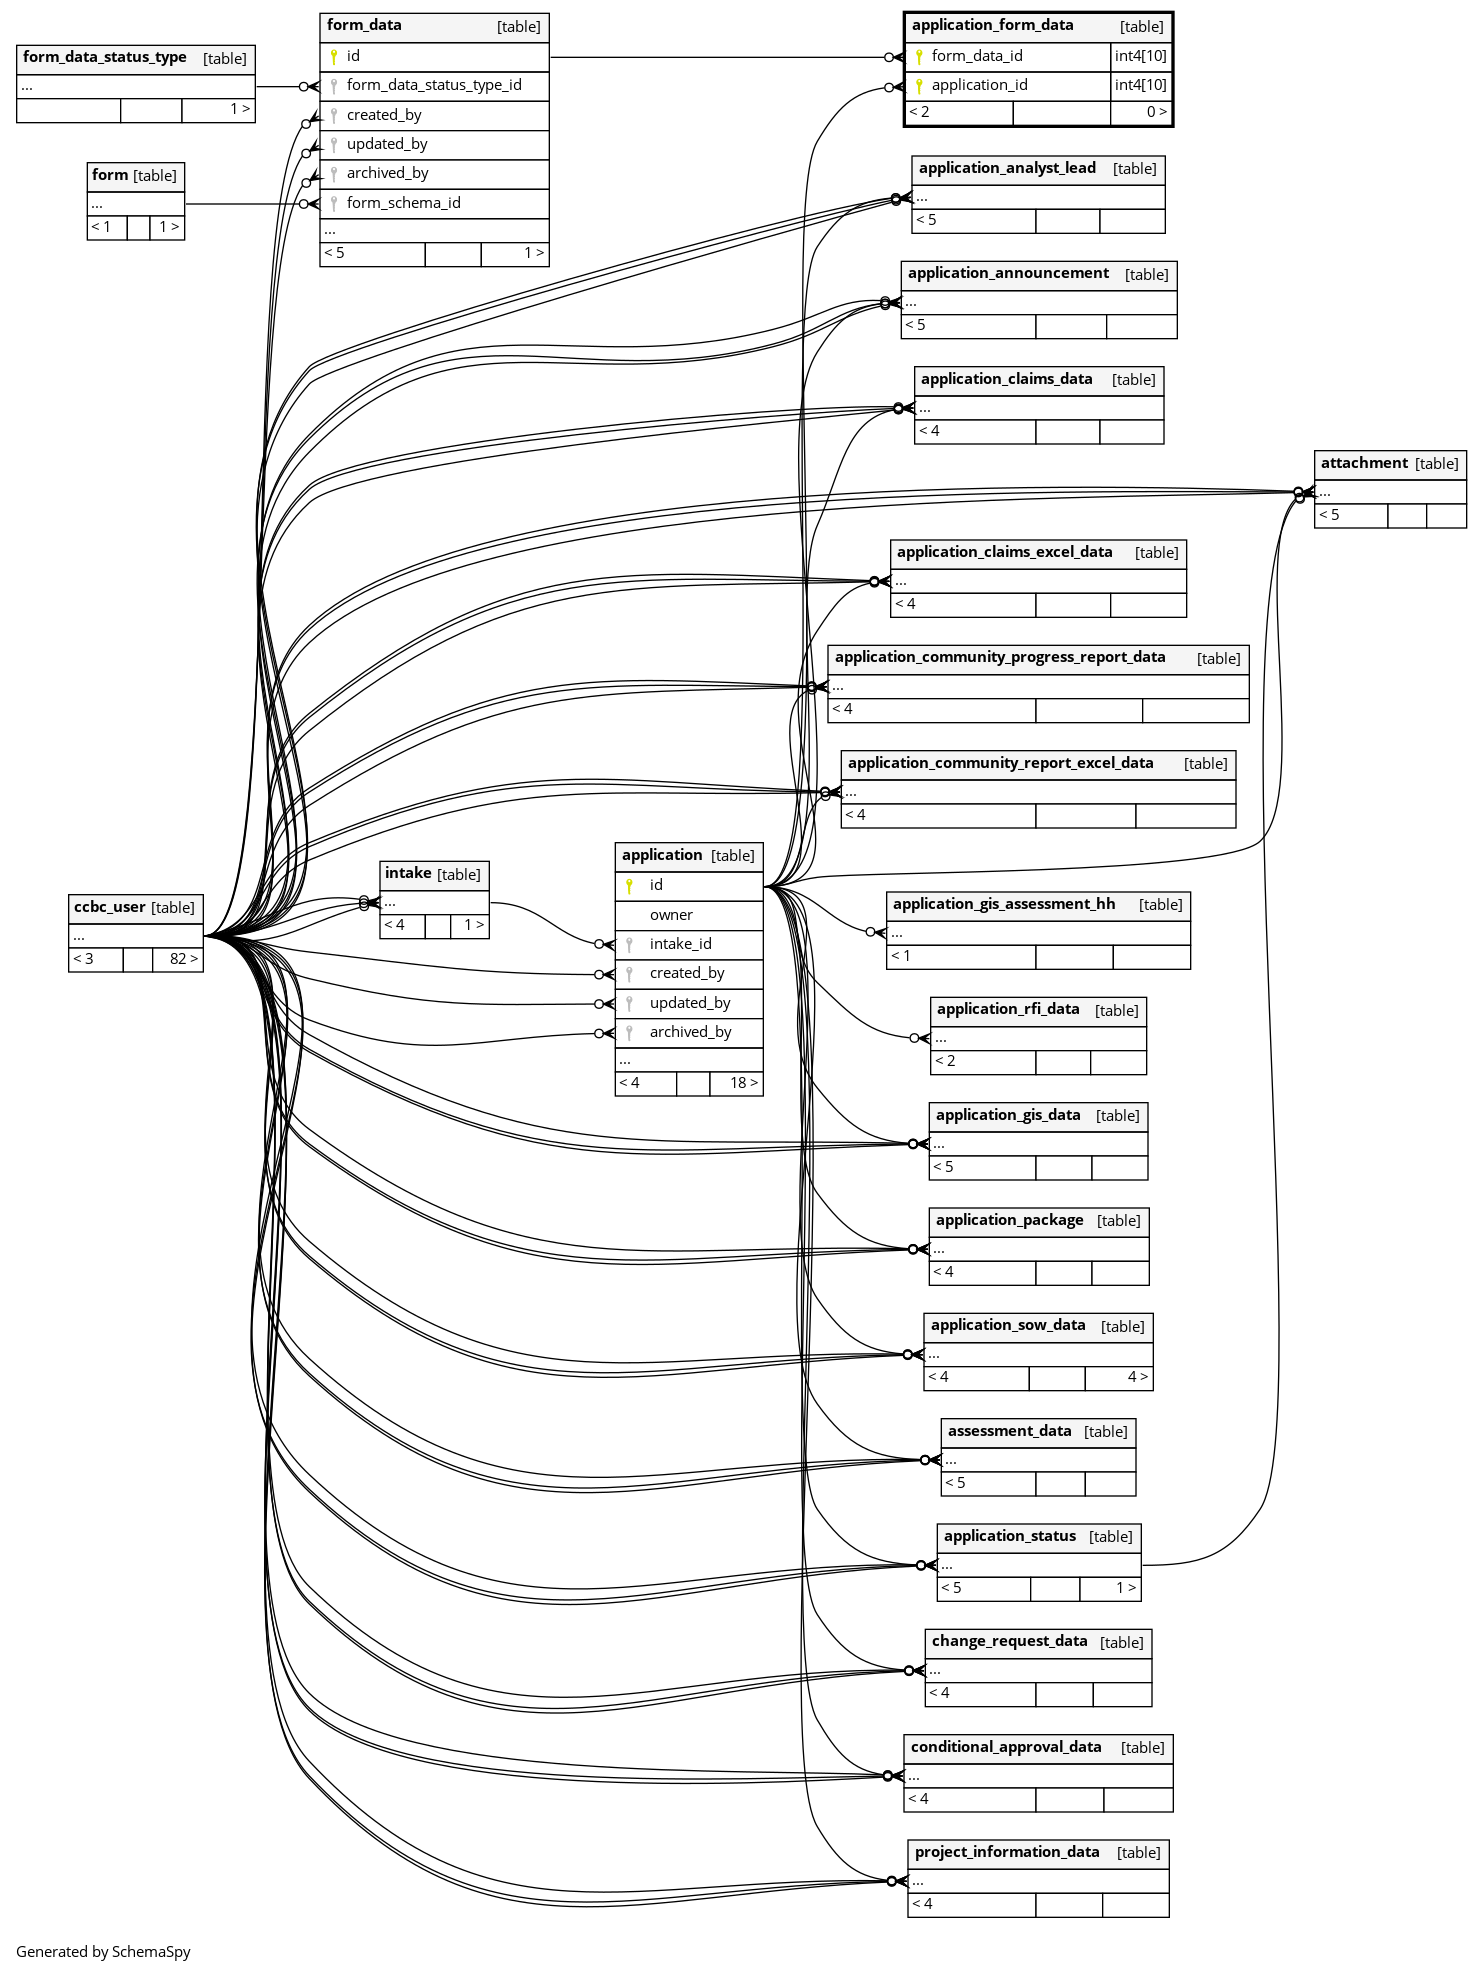 form_data_status_type [table]
...
1 >
form [table]
...
< 1 1 >
form_data [table]
id
form_data_status_type_id
created_by
updated_by
archived_by
form_schema_id
...
< 5 1 >
application_form_data [table]
form_data_id int4[10]
application_id int4[10]
< 2 0 >
application_analyst_lead [table]
...
< 5
application_announcement [table]
...
< 5
application_claims_data [table]
...
< 4
attachment [table]
...
< 5
application_claims_excel_data [table]
...
< 4
application_community_progress_report_data [table]
...
< 4
application_community_report_excel_data [table]
...
< 4
ccbc_user [table]
...
< 3 82 >
intake [table]
...
< 4 1 >
application [table]
id
owner
intake_id
created_by
updated_by
archived_by
...
< 4 18 >
application_gis_assessment_hh [table]
...
< 1
application_rfi_data [table]
...
< 2
application_gis_data [table]
...
< 5
application_package [table]
...
< 4
application_sow_data [table]
...
< 4 4 >
assessment_data [table]
...
< 5
application_status [table]
...
< 5 1 >
change_request_data [table]
...
< 4
conditional_approval_data [table]
...
< 4
project_information_data [table]
...
< 4
Generated by SchemaSpy